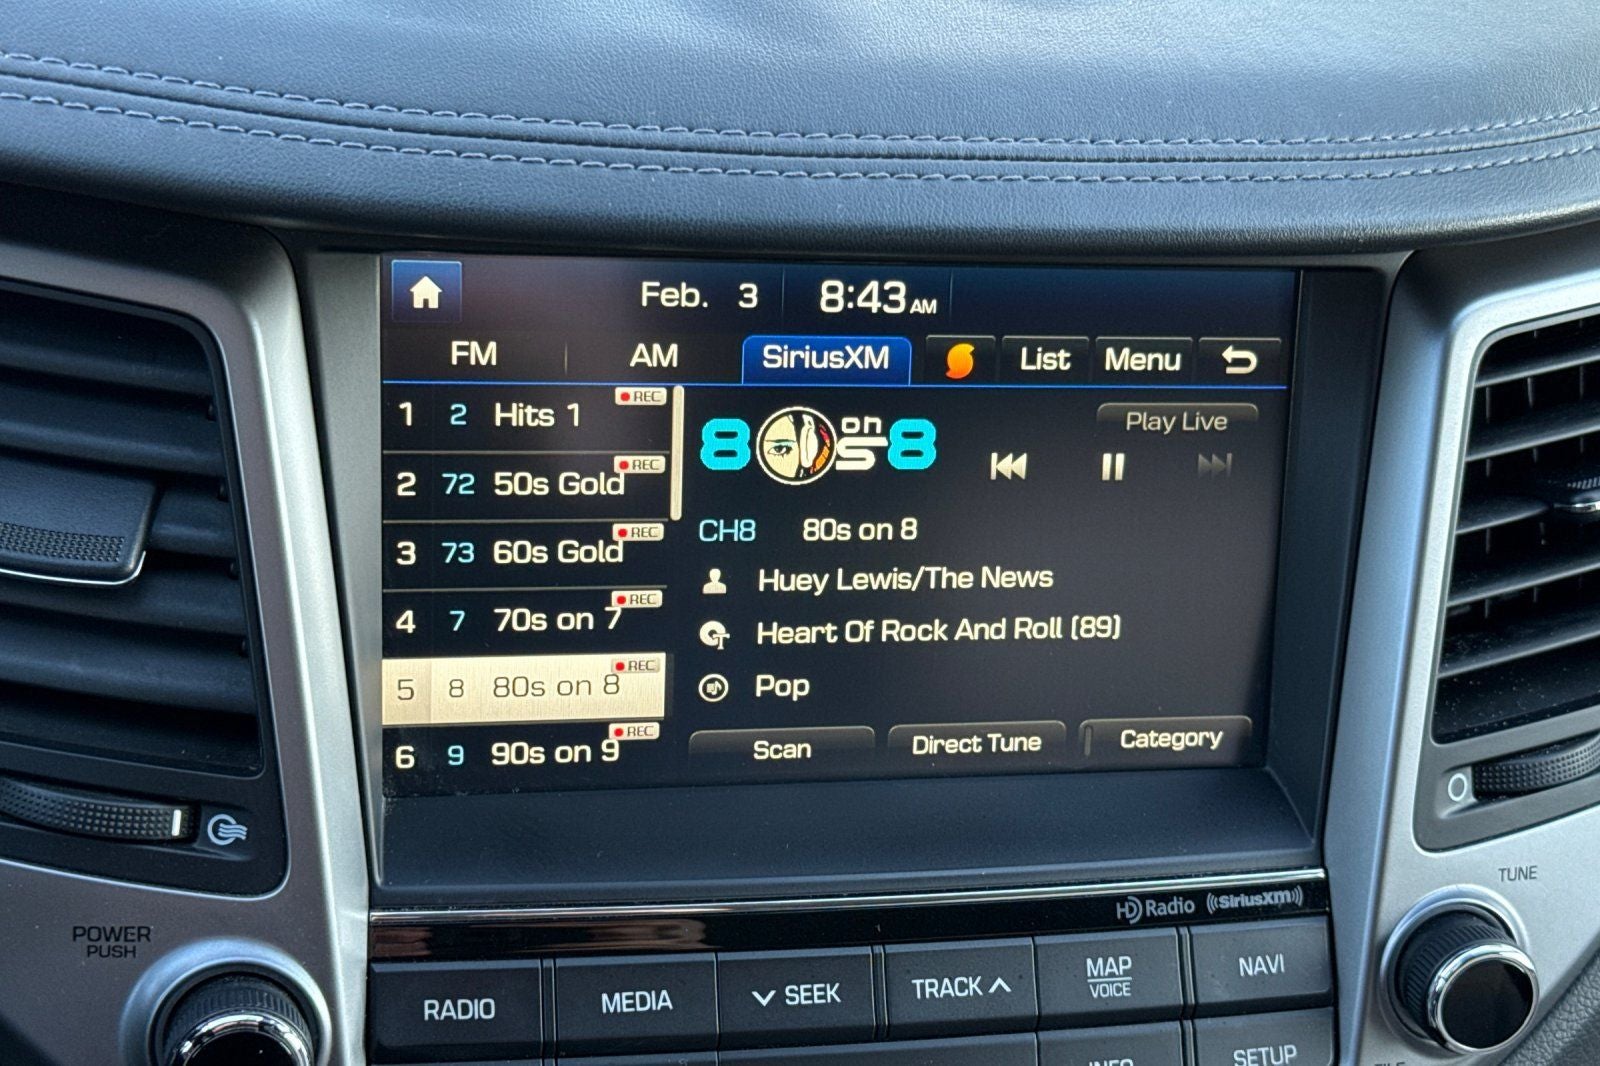 Feb. 3 8:43 AM
FM AM SiriusXM List Menu
1 2 Hits 1 REC
2 72 50s Gold REC
3 73 60s Gold REC
4 7 70s on 7 REC
5 8 80s on 8 REC
6 9 90s on 9 REC
80s on 8
Play Live
CH8 80s on 8
Huey Lewis/The News
Heart Of Rock And Roll (89)
Pop
Scan Direct Tune Category
HD Radio SiriusXM
POWER
PUSH
TUNE
RADIO MEDIA SEEK TRACK MAP NAVI
VOICE
INFO SETUP
FILE